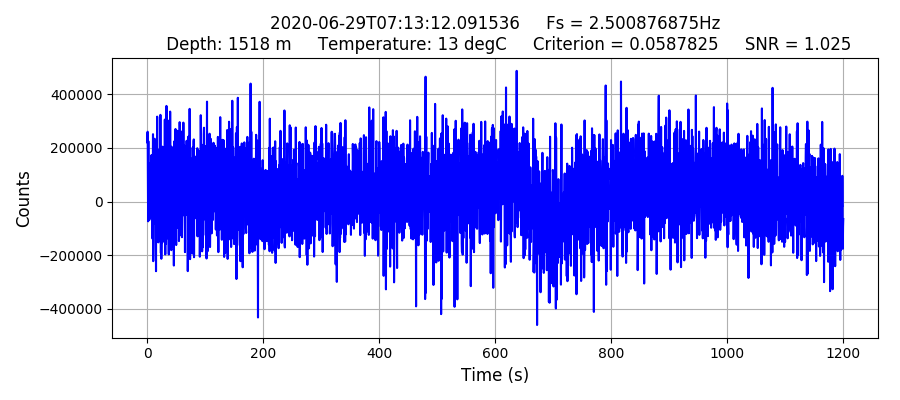 2020-06-29T07:13:12.091536 Fs = 2.500876875Hz
Depth: 1518 m Temperature: 13 degC Criterion = 0.0587825 SNR = 1.025
400000
200000
0
−200000
−400000
Counts
0 200 400 600 800 1000 1200
Time (s)